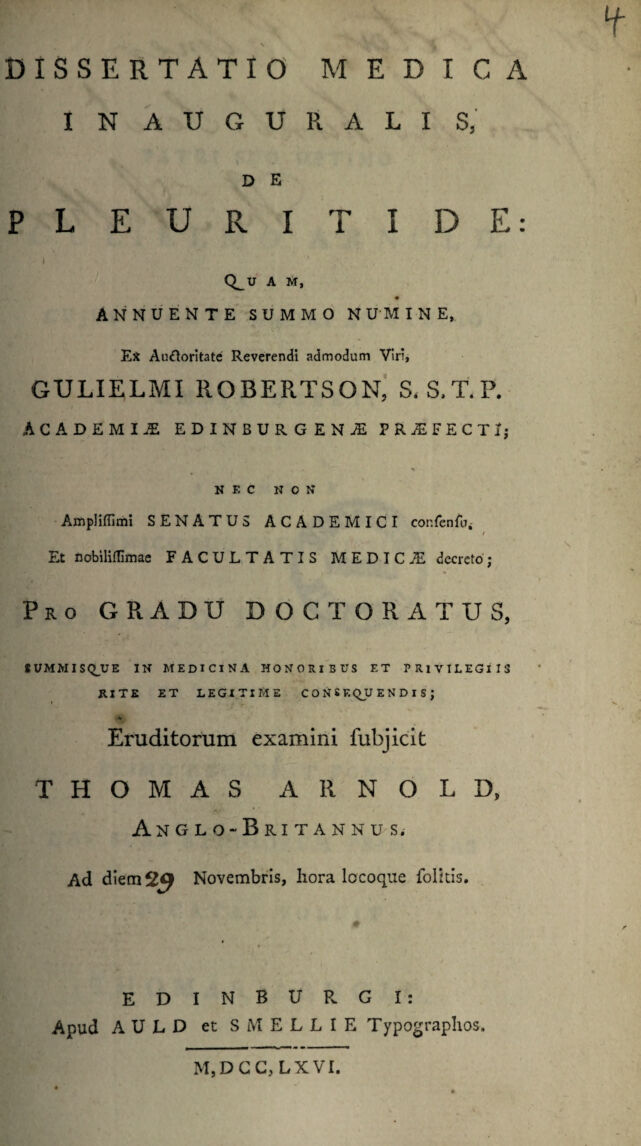 4
DISSERTATIO MEDICA
INAUGURALIS,
DE
PLEURITIDE:
QUAM,
ANNUENTE SUMMO NUMINE,
Ex Auctoritate Reverendi admodum Viri,
GULIELMI ROBERTSON, S. S. T. P.
ACADEMIÆ EDINBURGENÆ PRÆFECTI;
NEC NON
Ampliſſimi SENATUS ACADEMICI conſenſu,
Et nobiliſſimae FACULTATIS MEDICÆ decreto;
PRO GRADU DOCTORATUS,
SUMMISQUE IN MEDICINA HONORIBUS ET PRIVILEGIIS
RITE ET LEGITIME CONSEQUENDIS;
Eruditorum examini ſubjicit
THOMAS ARNOLD,
ANGLO-BRITANNUS.
Ad diem 29 Novembris, hora locoque ſolitis.
EDINBURGI:
Apud AULD et SMELLIE Typographos.
M,DCC,LXVI.